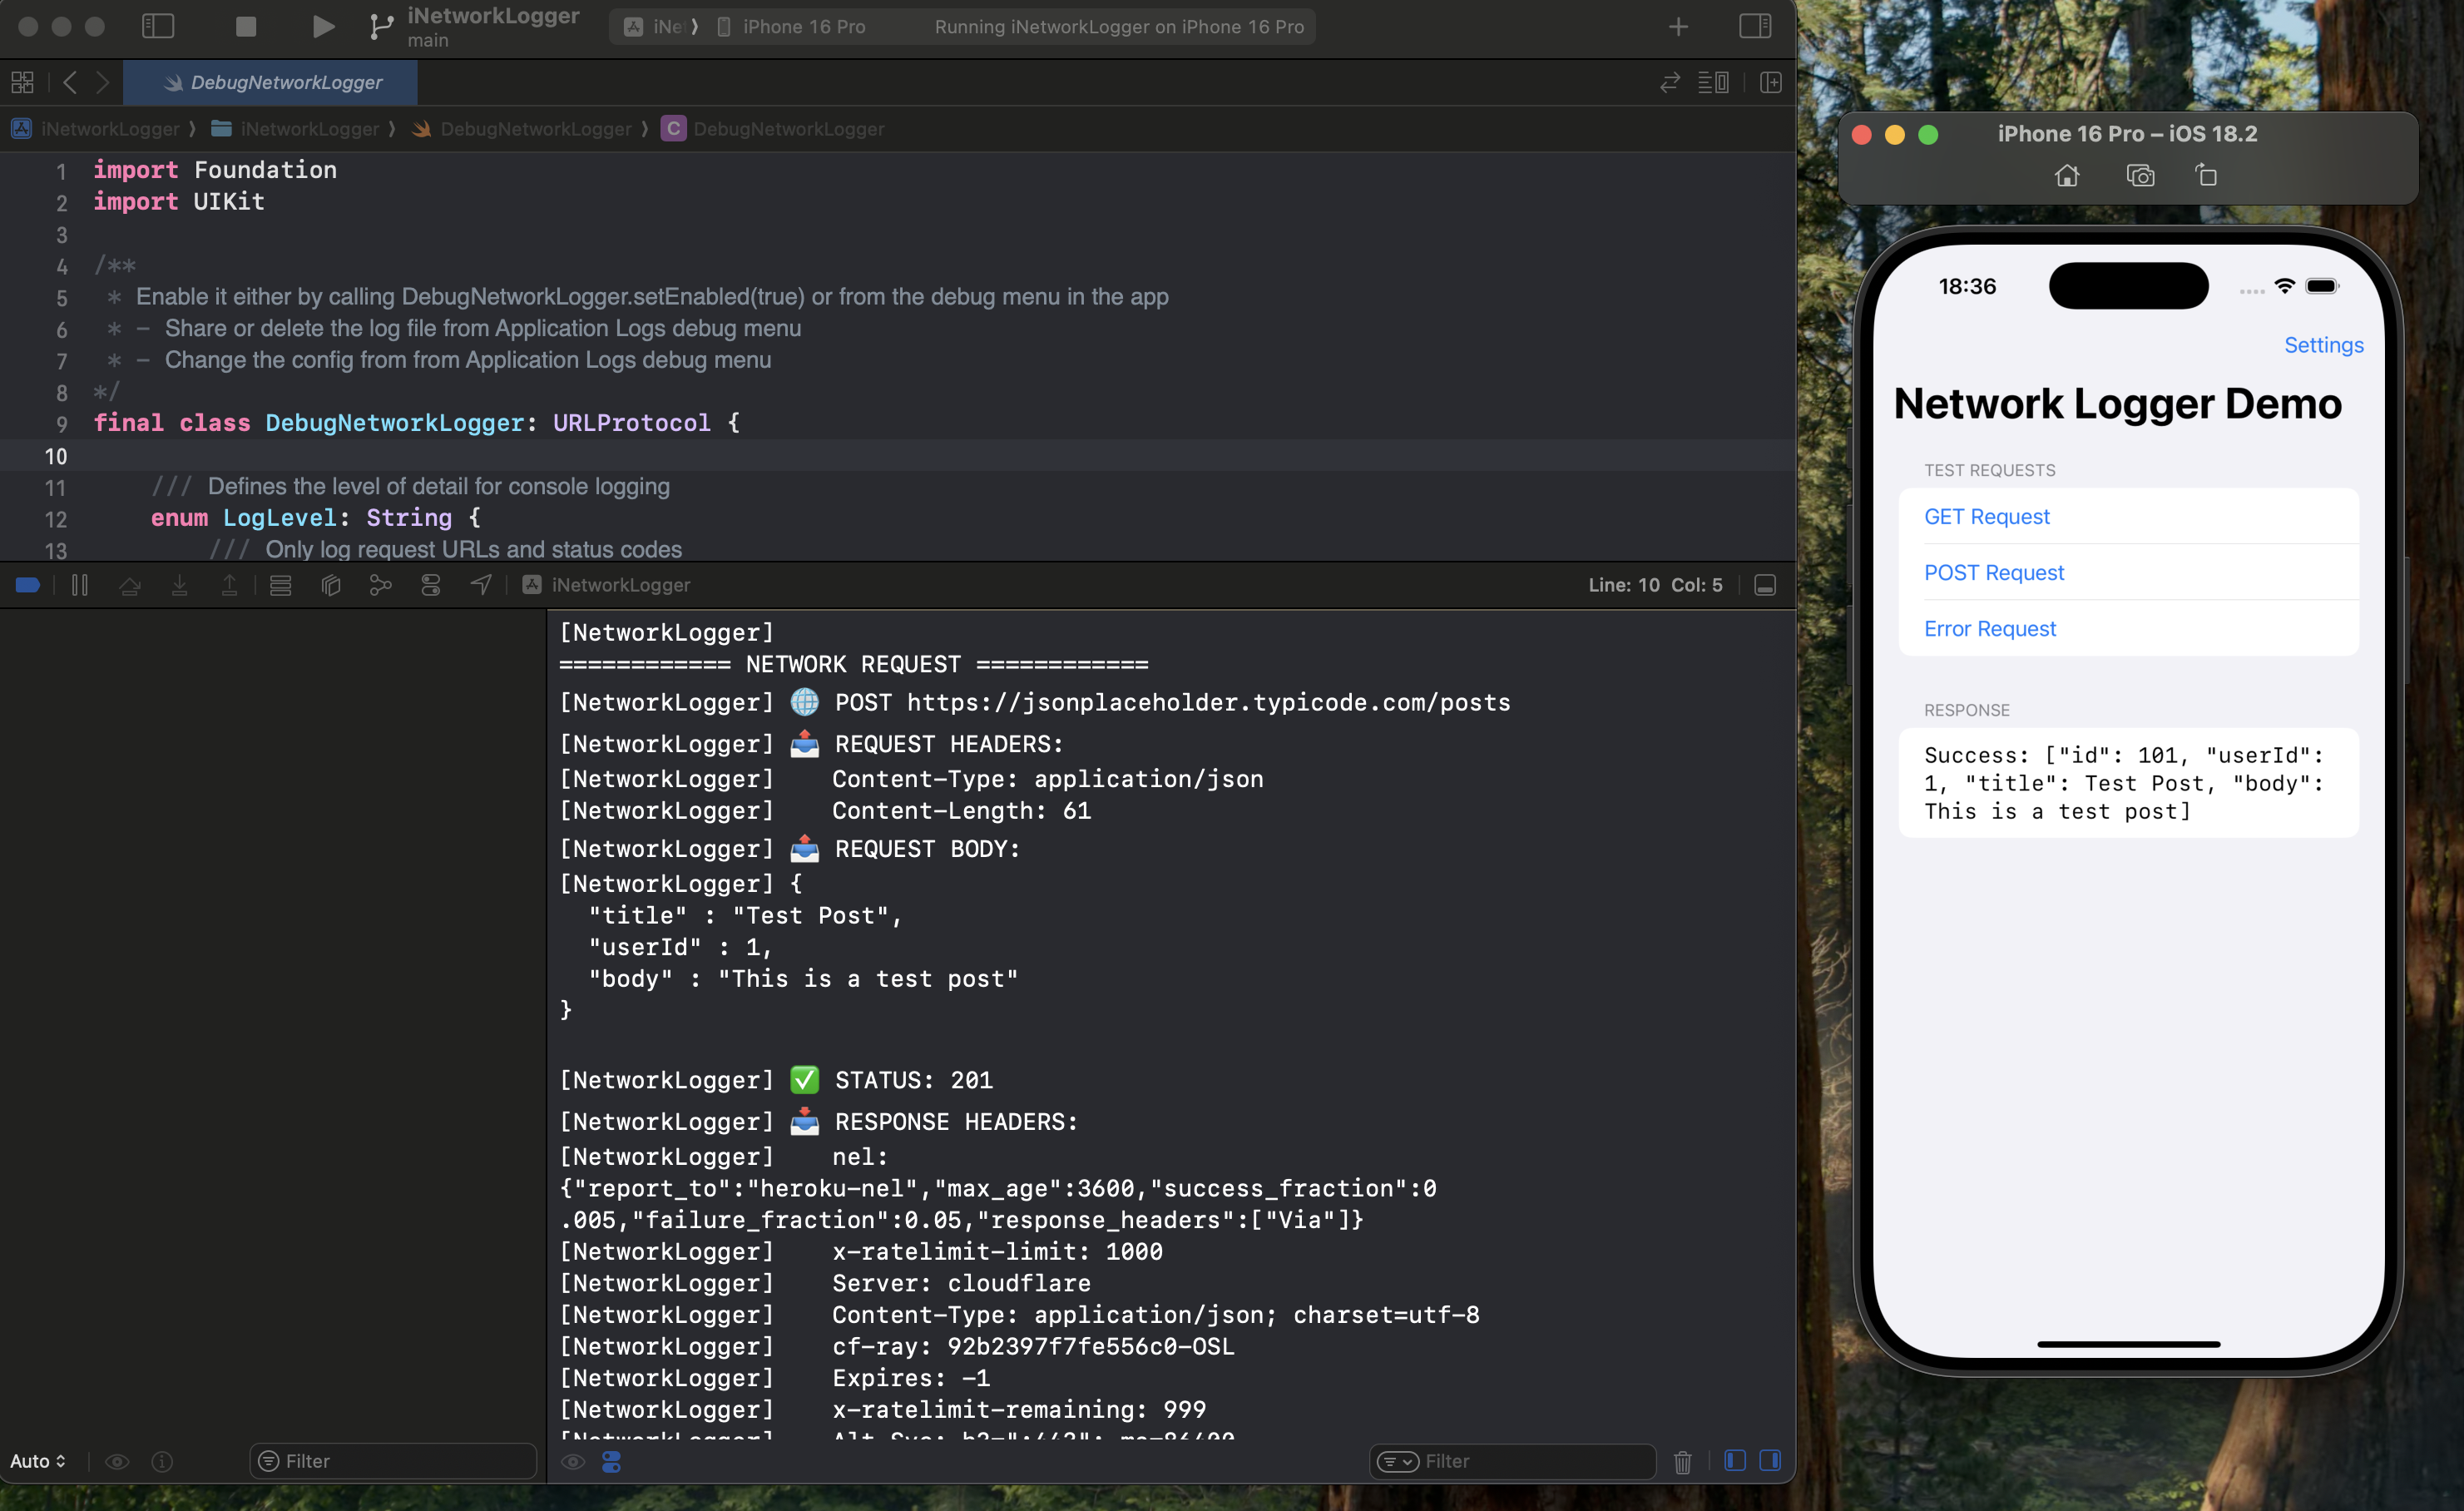 iNetworkLogger
main
iNe
iPhone 16 Pro
Running iNetworkLogger on iPhone 16 Pro
DebugNetworkLogger
iNetworkLogger
iNetworkLogger
DebugNetworkLogger
C DebugNetworkLogger
1 import Foundation
2 import UIKit
3
4 /**
5 * Enable it either by calling DebugNetworkLogger.setEnabled(true) or from the debug menu in the app
6 * - Share or delete the log file from Application Logs debug menu
7 * - Change the config from from Application Logs debug menu
8 */
9 final class DebugNetworkLogger: URLProtocol {
10
11 /// Defines the level of detail for console logging
12 enum LogLevel: String {
13 /// Only log request URLs and status codes
iNetworkLogger
Line: 10 Col: 5
[NetworkLogger]
============ NETWORK REQUEST ============
[NetworkLogger] 🌐 POST https://jsonplaceholder.typicode.com/posts
[NetworkLogger] 📤 REQUEST HEADERS:
[NetworkLogger]    Content-Type: application/json
[NetworkLogger]    Content-Length: 61
[NetworkLogger] 📤 REQUEST BODY:
[NetworkLogger] {
  "title" : "Test Post",
  "userId" : 1,
  "body" : "This is a test post"
}
[NetworkLogger] ✅ STATUS: 201
[NetworkLogger] 📥 RESPONSE HEADERS:
[NetworkLogger]    nel:
{"report_to":"heroku-nel","max_age":3600,"success_fraction":0
.005,"failure_fraction":0.05,"response_headers":["Via"]}
[NetworkLogger]    x-ratelimit-limit: 1000
[NetworkLogger]    Server: cloudflare
[NetworkLogger]    Content-Type: application/json; charset=utf-8
[NetworkLogger]    cf-ray: 92b2397f7fe556c0-OSL
[NetworkLogger]    Expires: -1
[NetworkLogger]    x-ratelimit-remaining: 999
[NetworkLogger]    Alt-Svc: h3=":443"; ma=86400
Auto
Filter
Filter
iPhone 16 Pro – iOS 18.2
18:36
Settings
Network Logger Demo
TEST REQUESTS
GET Request
POST Request
Error Request
RESPONSE
Success: ["id": 101, "userId":
1, "title": Test Post, "body":
This is a test post]